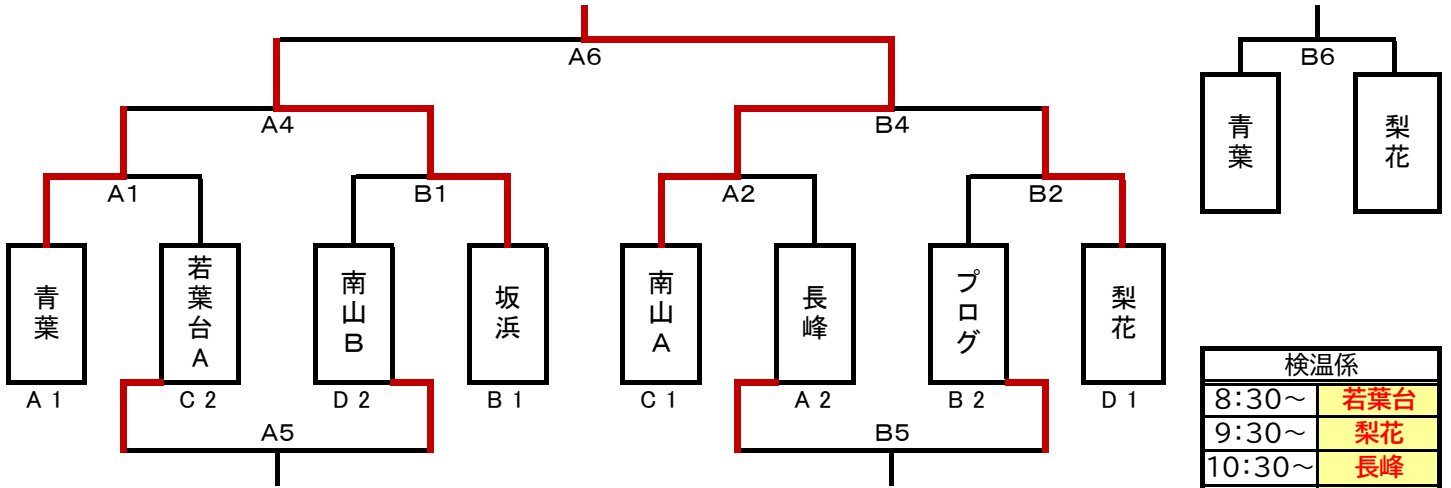 A6
B6
青葉
梨花
A4
B4
A1
B1
A2
B2
青葉
若葉台A
南山B
坂浜
南山A
長峰
プログ
梨花
A 1
C 2
D 2
B 1
C 1
A 2
B 2
D 1
A5
B5
検温係
8:30～ 若葉台
9:30～ 梨花
10:30～ 長峰